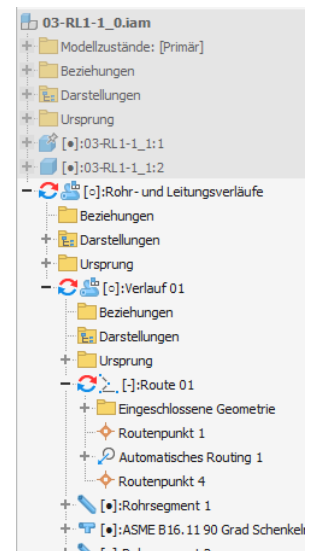 03-RL1-1_0.iam
Modellzustände: [Primär]
Beziehungen
Darstellungen
Ursprung
[●]:03-RL1-1_1:1
[●]:03-RL1-1_1:2
[○]:Rohr- und Leitungsverläufe
Beziehungen
Darstellungen
Ursprung
[○]:Verlauf 01
Beziehungen
Darstellungen
Ursprung
[-]:Route 01
Eingeschlossene Geometrie
Routenpunkt 1
Automatisches Routing 1
Routenpunkt 4
[●]:Rohrsegment 1
[●]:ASME B16.11 90 Grad